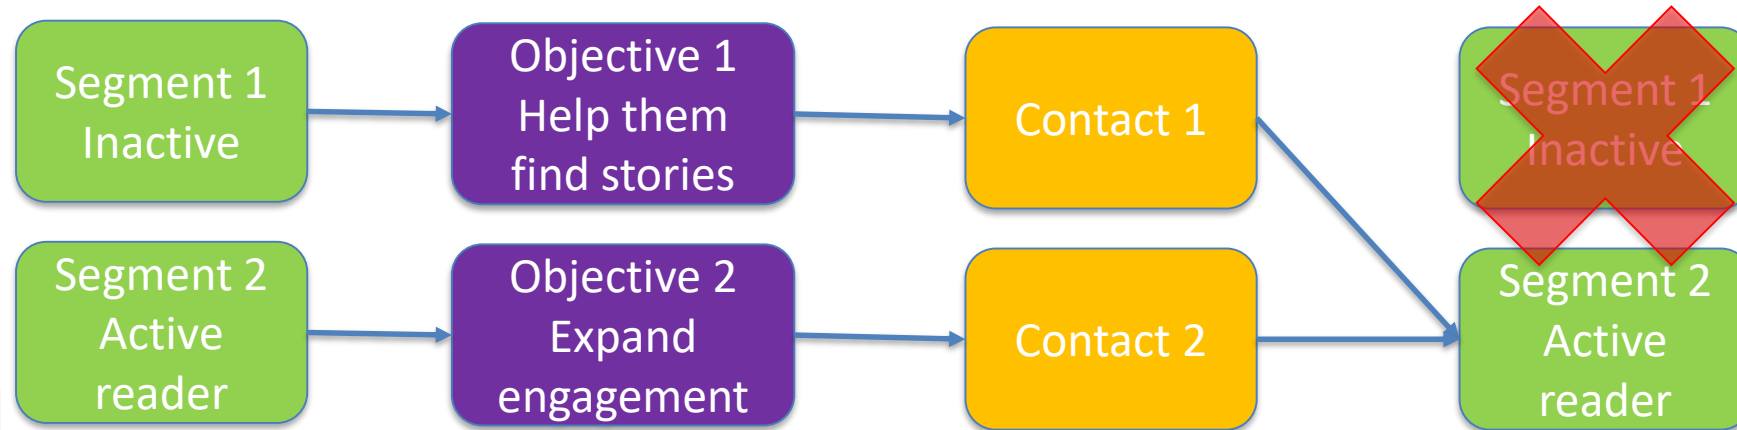 Segment 1
Inactive
Objective 1
Help them
find stories
Contact 1
Segment 1
Inactive
Segment 2
Active
reader
Objective 2
Expand
engagement
Contact 2
Segment 2
Active
reader